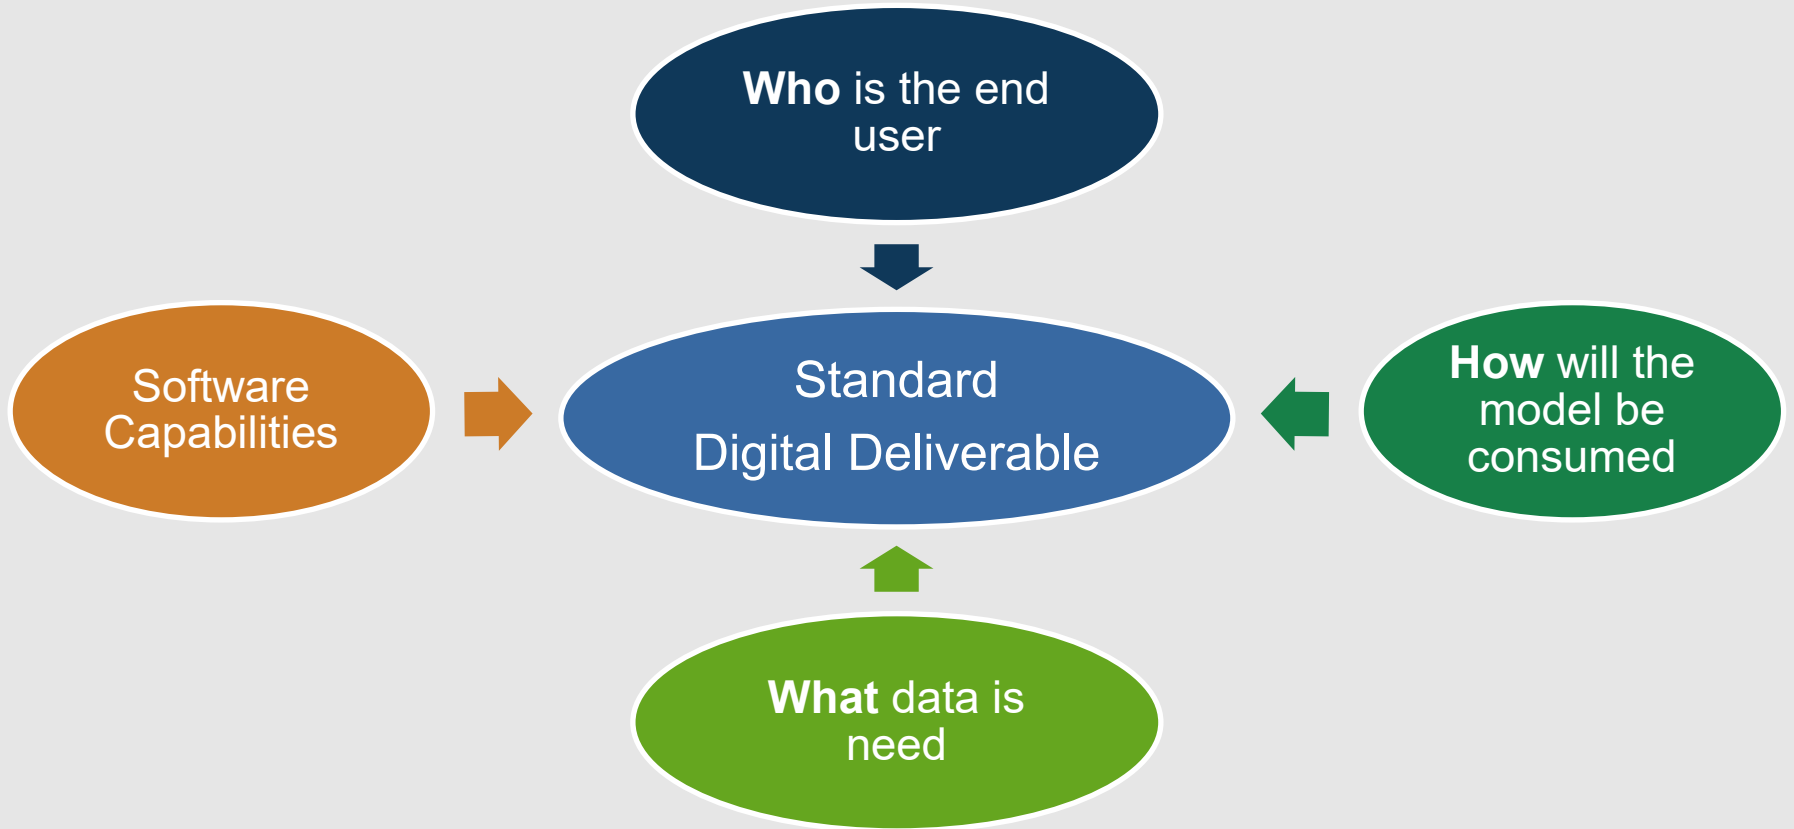 Who is the end
user
Software
Capabilities
Standard
Digital Deliverable
How will the
model be
consumed
What data is
need